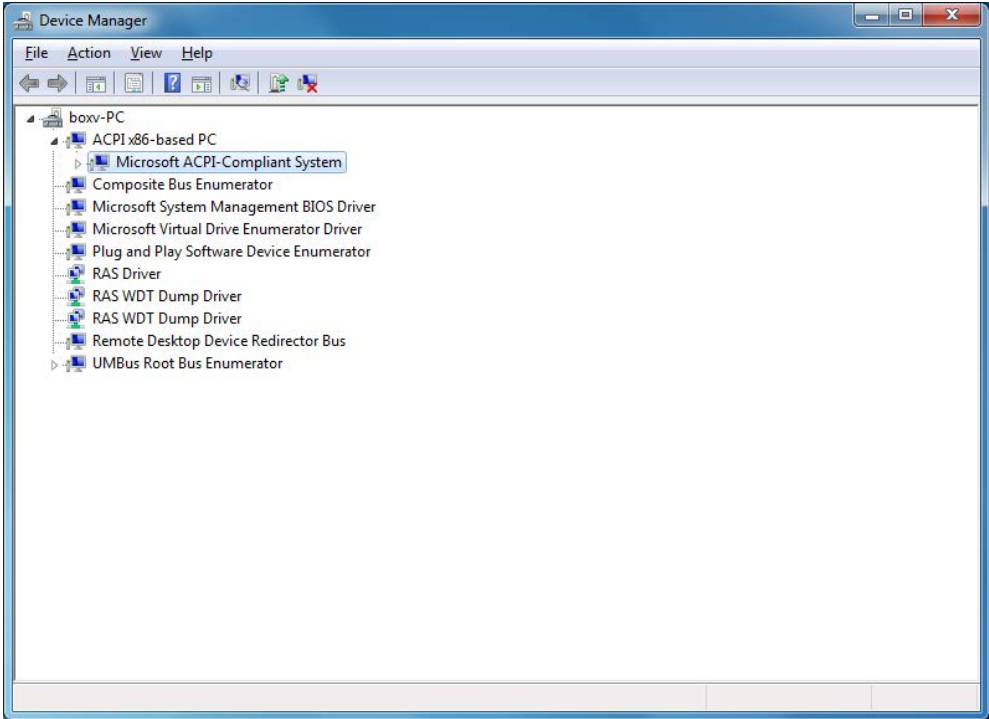 Device Manager
File Action View Help
boxv-PC
ACPI x86-based PC
Microsoft ACPI-Compliant System
Composite Bus Enumerator
Microsoft System Management BIOS Driver
Microsoft Virtual Drive Enumerator Driver
Plug and Play Software Device Enumerator
RAS Driver
RAS WDT Dump Driver
RAS WDT Dump Driver
Remote Desktop Device Redirector Bus
UMBus Root Bus Enumerator